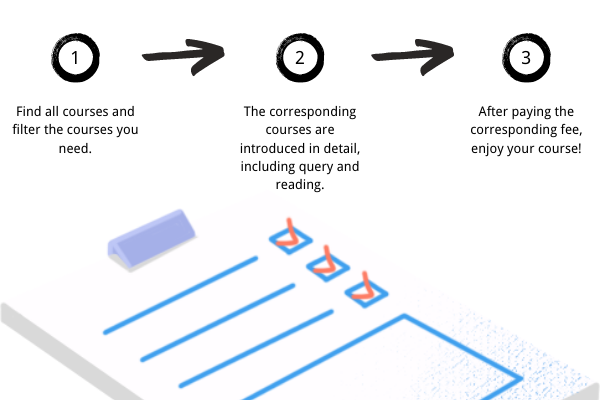 1
2
3
Find all courses and
filter the courses you
need.
The corresponding
courses are
introduced in detail,
including query and
reading.
After paying the
corresponding fee,
enjoy your course!